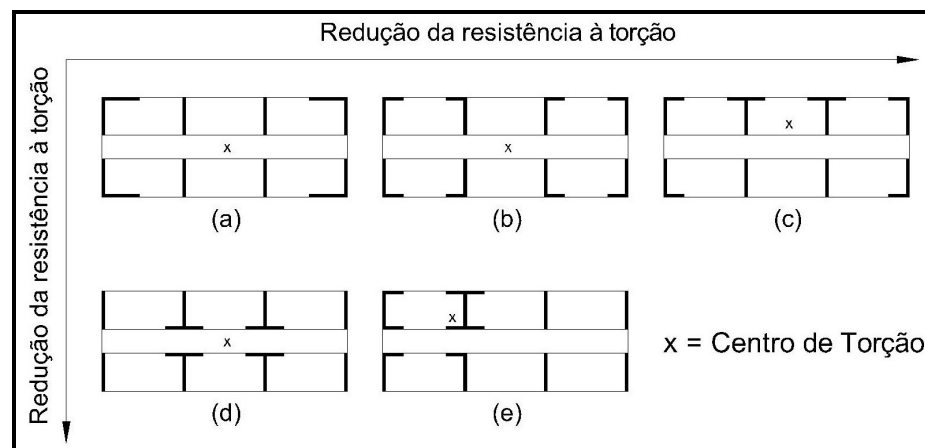 Redução da resistência à torção
Redução da resistência à torção
x
x
x
(a)
(b)
(c)
x
x
x = Centro de Torção
(d)
(e)